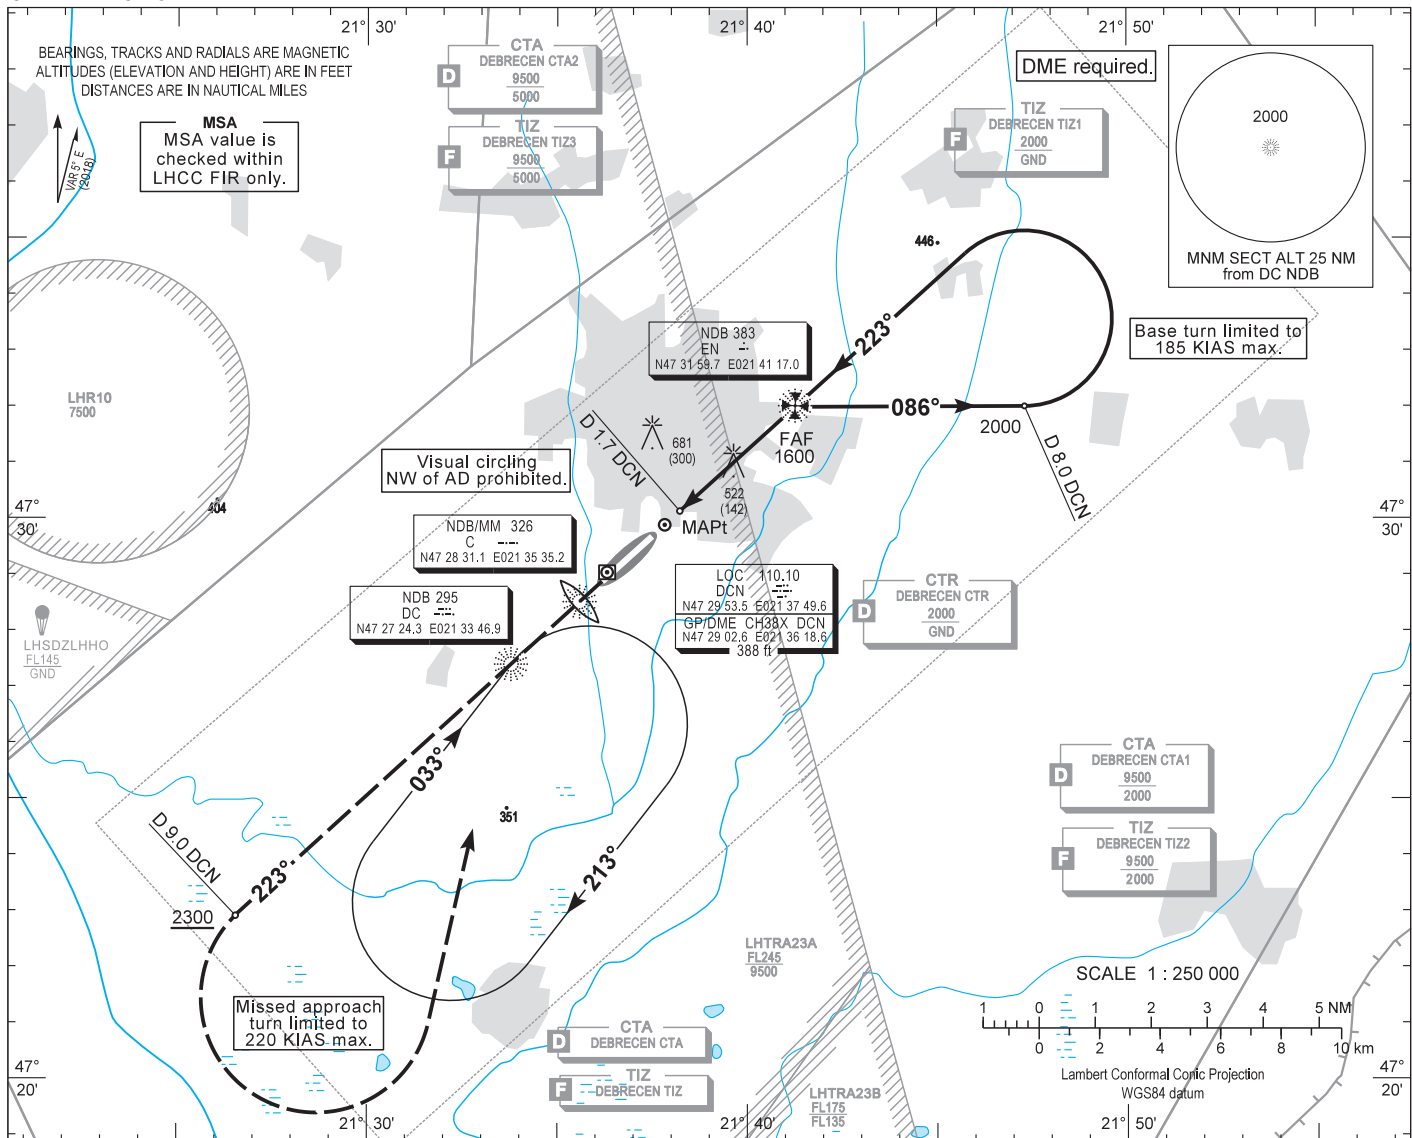 21° 30'
21° 40'
21° 50'
BEARINGS, TRACKS AND RADIALS ARE MAGNETIC
ALTITUDES (ELEVATION AND HEIGHT) ARE IN FEET
DISTANCES ARE IN NAUTICAL MILES
VAR 5° E
(2018)
MSA
MSA value is
checked within
LHCC FIR only.
CTA
D
DEBRECEN CTA2
9500
5000
TIZ
F
DEBRECEN TIZ3
9500
5000
DME required.
TIZ
F
DEBRECEN TIZ1
2000
GND
2000
MNM SECT ALT 25 NM
from DC NDB
446
Base turn limited to
185 KIAS max.
NDB 383
EN
N47 31 59.7 E021 41 17.0
223°
086°
2000
D 8.0 DCN
FAF
1600
LHR10
7500
404
D 1.7 DCN
681
(300)
522
(142)
Visual circling
NW of AD prohibited.
MAPt
47°
30'
47°
30'
NDB/MM 326
C
N47 28 31.1 E021 35 35.2
NDB 295
DC
N47 27 24.3 E021 33 46.9
LOC 110.10
DCN
N47 29 53.5 E021 37 49.6
GP/DME CH38X DCN
N47 29 02.6 E021 36 18.6
388 ft
CTR
D
DEBRECEN CTR
2000
GND
LHSDZLHHO
FL145
GND
033°
213°
351
D 9.0 DCN
223°
2300
CTA
D
DEBRECEN CTA1
9500
2000
TIZ
F
DEBRECEN TIZ2
9500
2000
LHTRA23A
FL245
9500
Missed approach
turn limited to
220 KIAS max.
CTA
D
DEBRECEN CTA
TIZ
F
DEBRECEN TIZ
LHTRA23B
FL175
FL135
SCALE 1 : 250 000
1 0 1 2 3 4 5 NM
0 2 4 6 8 10 km
Lambert Conformal Conic Projection
WGS84 datum
47°
20'
47°
20'
21° 30'
21° 40'
21° 50'